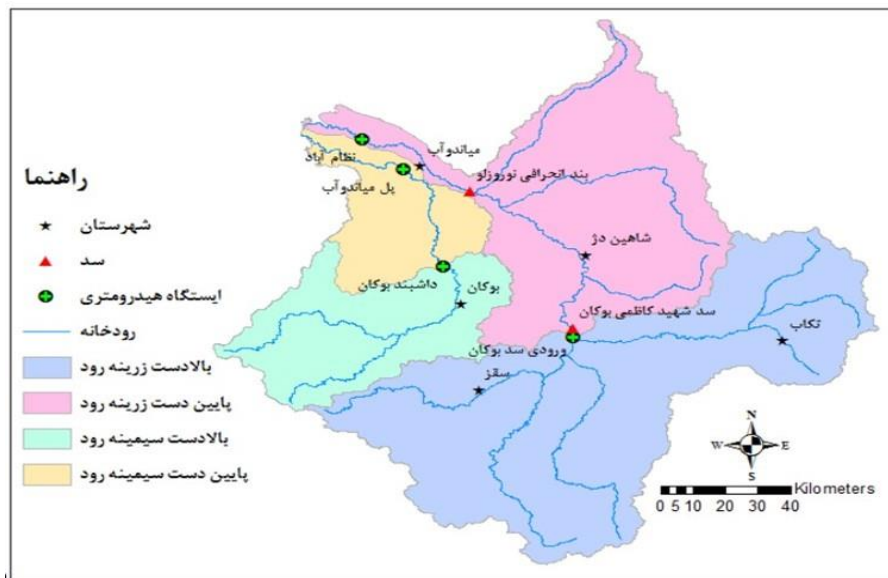 نظام آباد
میاندوآب
پل میاندوآب
بند انحرافی نوروزلو
شاهین دژ
داشبند بوکان
بوکان
سد شهید کاظمی بوکان
ورودی سد بوکان
تکاب
سقز
راهنما
شهرستان
سد
ایستگاه هیدرومتری
رودخانه
بالادست زرینه رود
پایین دست زرینه رود
بالادست سیمینه رود
پایین دست سیمینه رود
N
W E
S
Kilometers
0 5 10 20 30 40